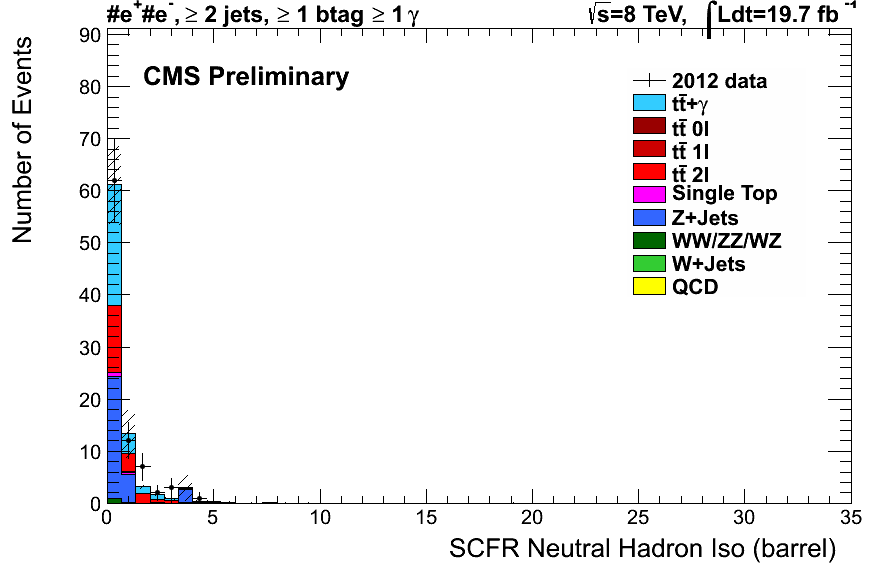 #e⁺#e⁻, ≥ 2 jets, ≥ 1 btag ≥ 1 γ √s=8 TeV, ∫Ldt=19.7 fb⁻¹
CMS Preliminary
2012 data
tt̄+γ
tt̄ 0l
tt̄ 1l
tt̄ 2l
Single Top
Z+Jets
WW/ZZ/WZ
W+Jets
QCD
Number of Events
90
80
70
60
50
40
30
20
10
0
0 5 10 15 20 25 30 35
SCFR Neutral Hadron Iso (barrel)